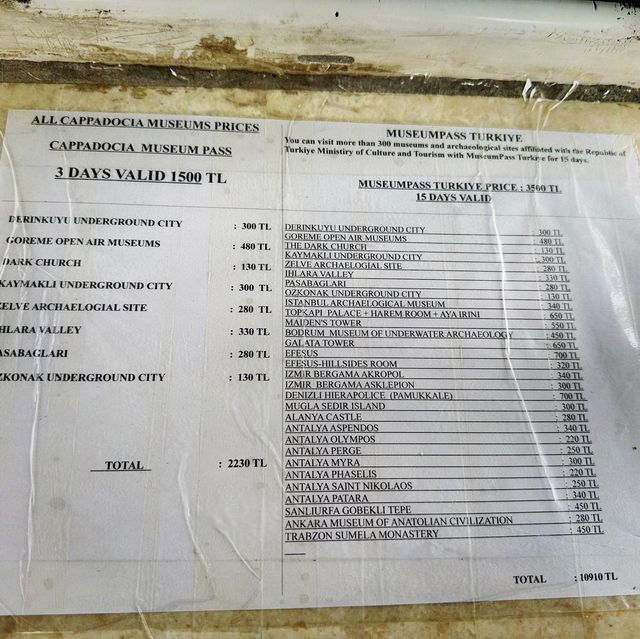 ALL CAPPADOCIA MUSEUMS PRICES
CAPPADOCIA MUSEUM PASS
3 DAYS VALID 1500 TL
DERINKUYU UNDERGROUND CITY : 300 TL
GOREME OPEN AIR MUSEUMS : 480 TL
DARK CHURCH : 130 TL
KAYMAKLI UNDERGROUND CITY : 300 TL
ZELVE ARCHAELOGIAL SITE : 280 TL
IHLARA VALLEY : 330 TL
PASABAGLARI : 280 TL
OZKONAK UNDERGROUND CITY : 130 TL
TOTAL : 2230 TL
MUSEUMPASS TURKIYE
You can visit more than 300 museums and archaeological sites affiliated with the Republic of
Turkiye Ministry of Culture and Tourism with MuseumPass Turkiye for 15 days.
MUSEUMPASS TURKIYE PRICE : 3500 TL
15 DAYS VALID
DERINKUYU UNDERGROUND CITY : 300 TL
GOREME OPEN AIR MUSEUMS : 480 TL
THE DARK CHURCH : 130 TL
KAYMAKLI UNDERGROUND CITY : 300 TL
ZELVE ARCHAELOGIAL SITE : 280 TL
IHLARA VALLEY : 330 TL
PASABAGLARI : 280 TL
OZKONAK UNDERGROUND CITY : 130 TL
ISTANBUL ARCHAELOGICAL MUSEUM : 340 TL
TOPKAPI PALACE + HAREM ROOM + AYA IRINI : 650 TL
MAIDEN'S TOWER : 550 TL
BODRUM MUSEUM OF UNDERWATER ARCHAEOLOGY : 450 TL
GALATA TOWER : 650 TL
EFESUS : 700 TL
EFESUS-HILLSIDES ROOM : 320 TL
IZMIR BERGAMA AKROPOL : 340 TL
IZMIR BERGAMA ASKLEPION : 300 TL
DENIZLI HIERAPOLICE (PAMUKKALE) : 700 TL
MUGLA SEDIR ISLAND : 300 TL
ALANYA CASTLE : 280 TL
ANTALYA ASPENDOS : 340 TL
ANTALYA OLYMPOS : 220 TL
ANTALYA PERGE : 250 TL
ANTALYA MYRA : 300 TL
ANTALYA PHASELIS : 220 TL
ANTALYA SAINT NIKOLAOS : 250 TL
ANTALYA PATARA : 340 TL
SANLIURFA GOBEKLI TEPE : 450 TL
ANKARA MUSEUM OF ANATOLIAN CIVILIZATION : 280 TL
TRABZON SUMELA MONASTERY : 450 TL
TOTAL : 10910 TL